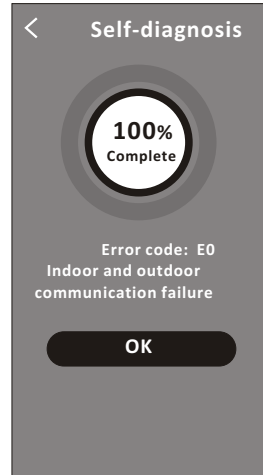 Self-diagnosis
100%
Complete
Error code: E0
Indoor and outdoor
communication failure
OK